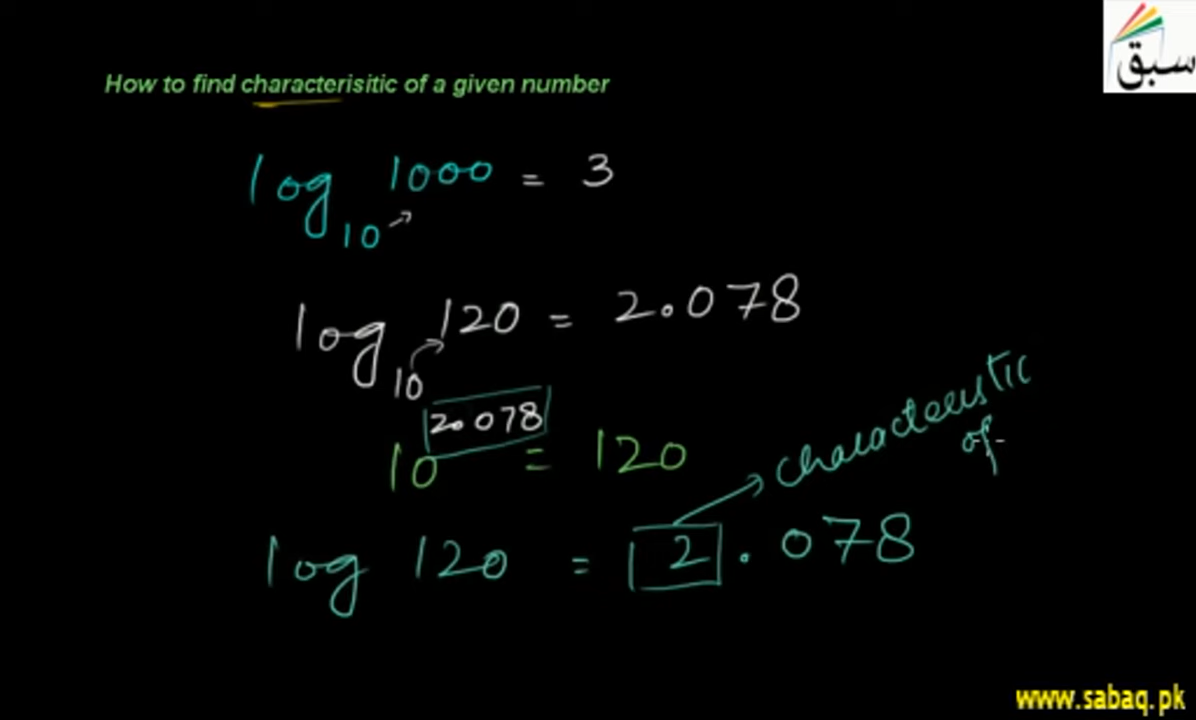 سبق
How to find characterisitic of a given number
log₁₀ 1000 = 3
log₁₀ 120 = 2.078
10^2.078 = 120
characteristic
of
log 120 = 2.078
www.sabaq.pk